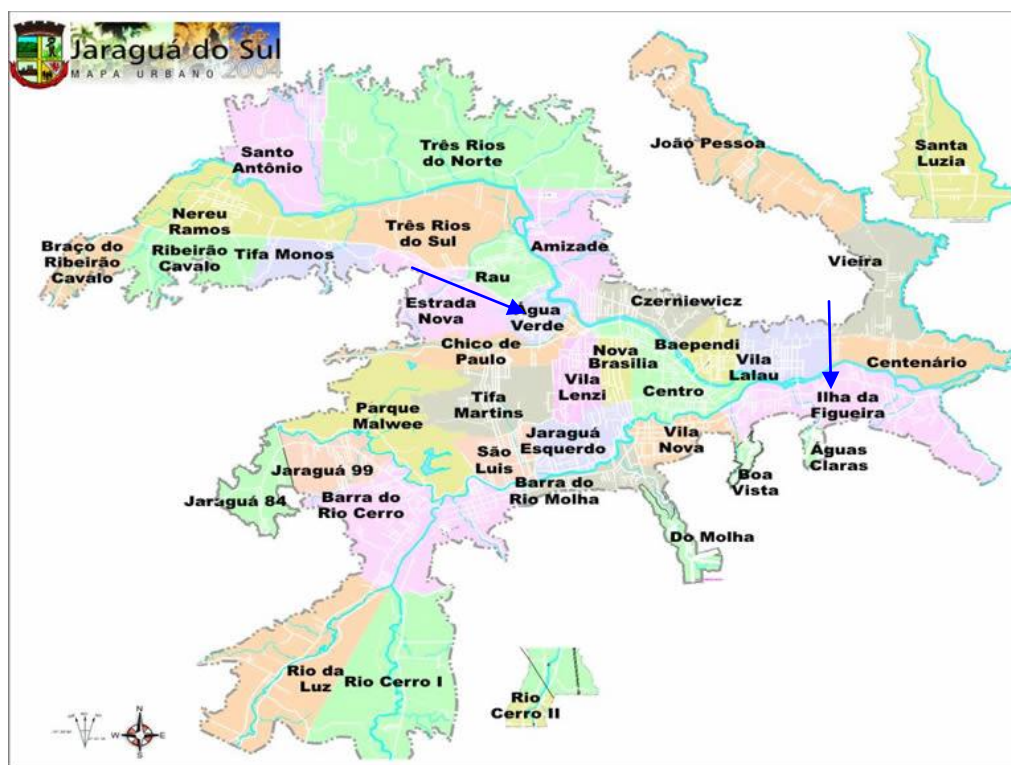 Jaraguá do Sul
MAPA URBANO 2004
João Pessoa
Santa
Luzia
Três Rios
do Norte
Santo
Antônio
Nereu
Ramos
Três Rios
do Sul
Amizade
Braço do
Ribeirão
Cavalo
Ribeirão
Cavalo
Tifa Monos
Rau
Vieira
Estrada
Nova
Água
Verde
Czerniewicz
Chico de
Paulo
Nova
Brasilia
Baependi
Vila
Lalau
Centenário
Parque
Malwee
Tifa
Martins
Vila
Lenzi
Centro
Ilha da
Figueira
Jaraguá 99
São
Luis
Jaraguá
Esquerdo
Vila
Nova
Águas
Claras
Jaraguá 84
Barra do
Rio Cerro
Barra do
Rio Molha
Boa
Vista
Do Molha
Rio da
Luz
Rio Cerro I
Rio
Cerro II
N
W
E
S